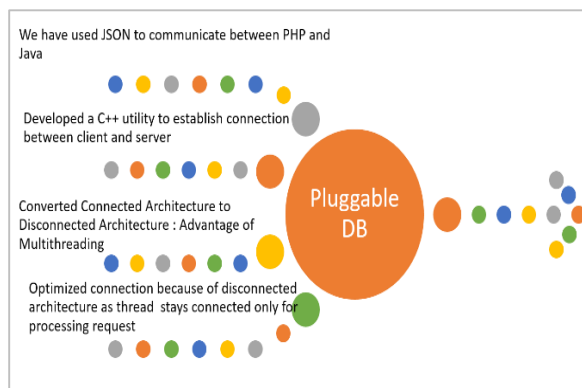 We have used JSON to communicate between PHP and
Java
Developed a C++ utility to establish connection
between client and server
Converted Connected Architecture to
Disconnected Architecture : Advantage of
Multithreading
Optimized connection because of disconnected
architecture as thread stays connected only for
processing request
Pluggable
DB